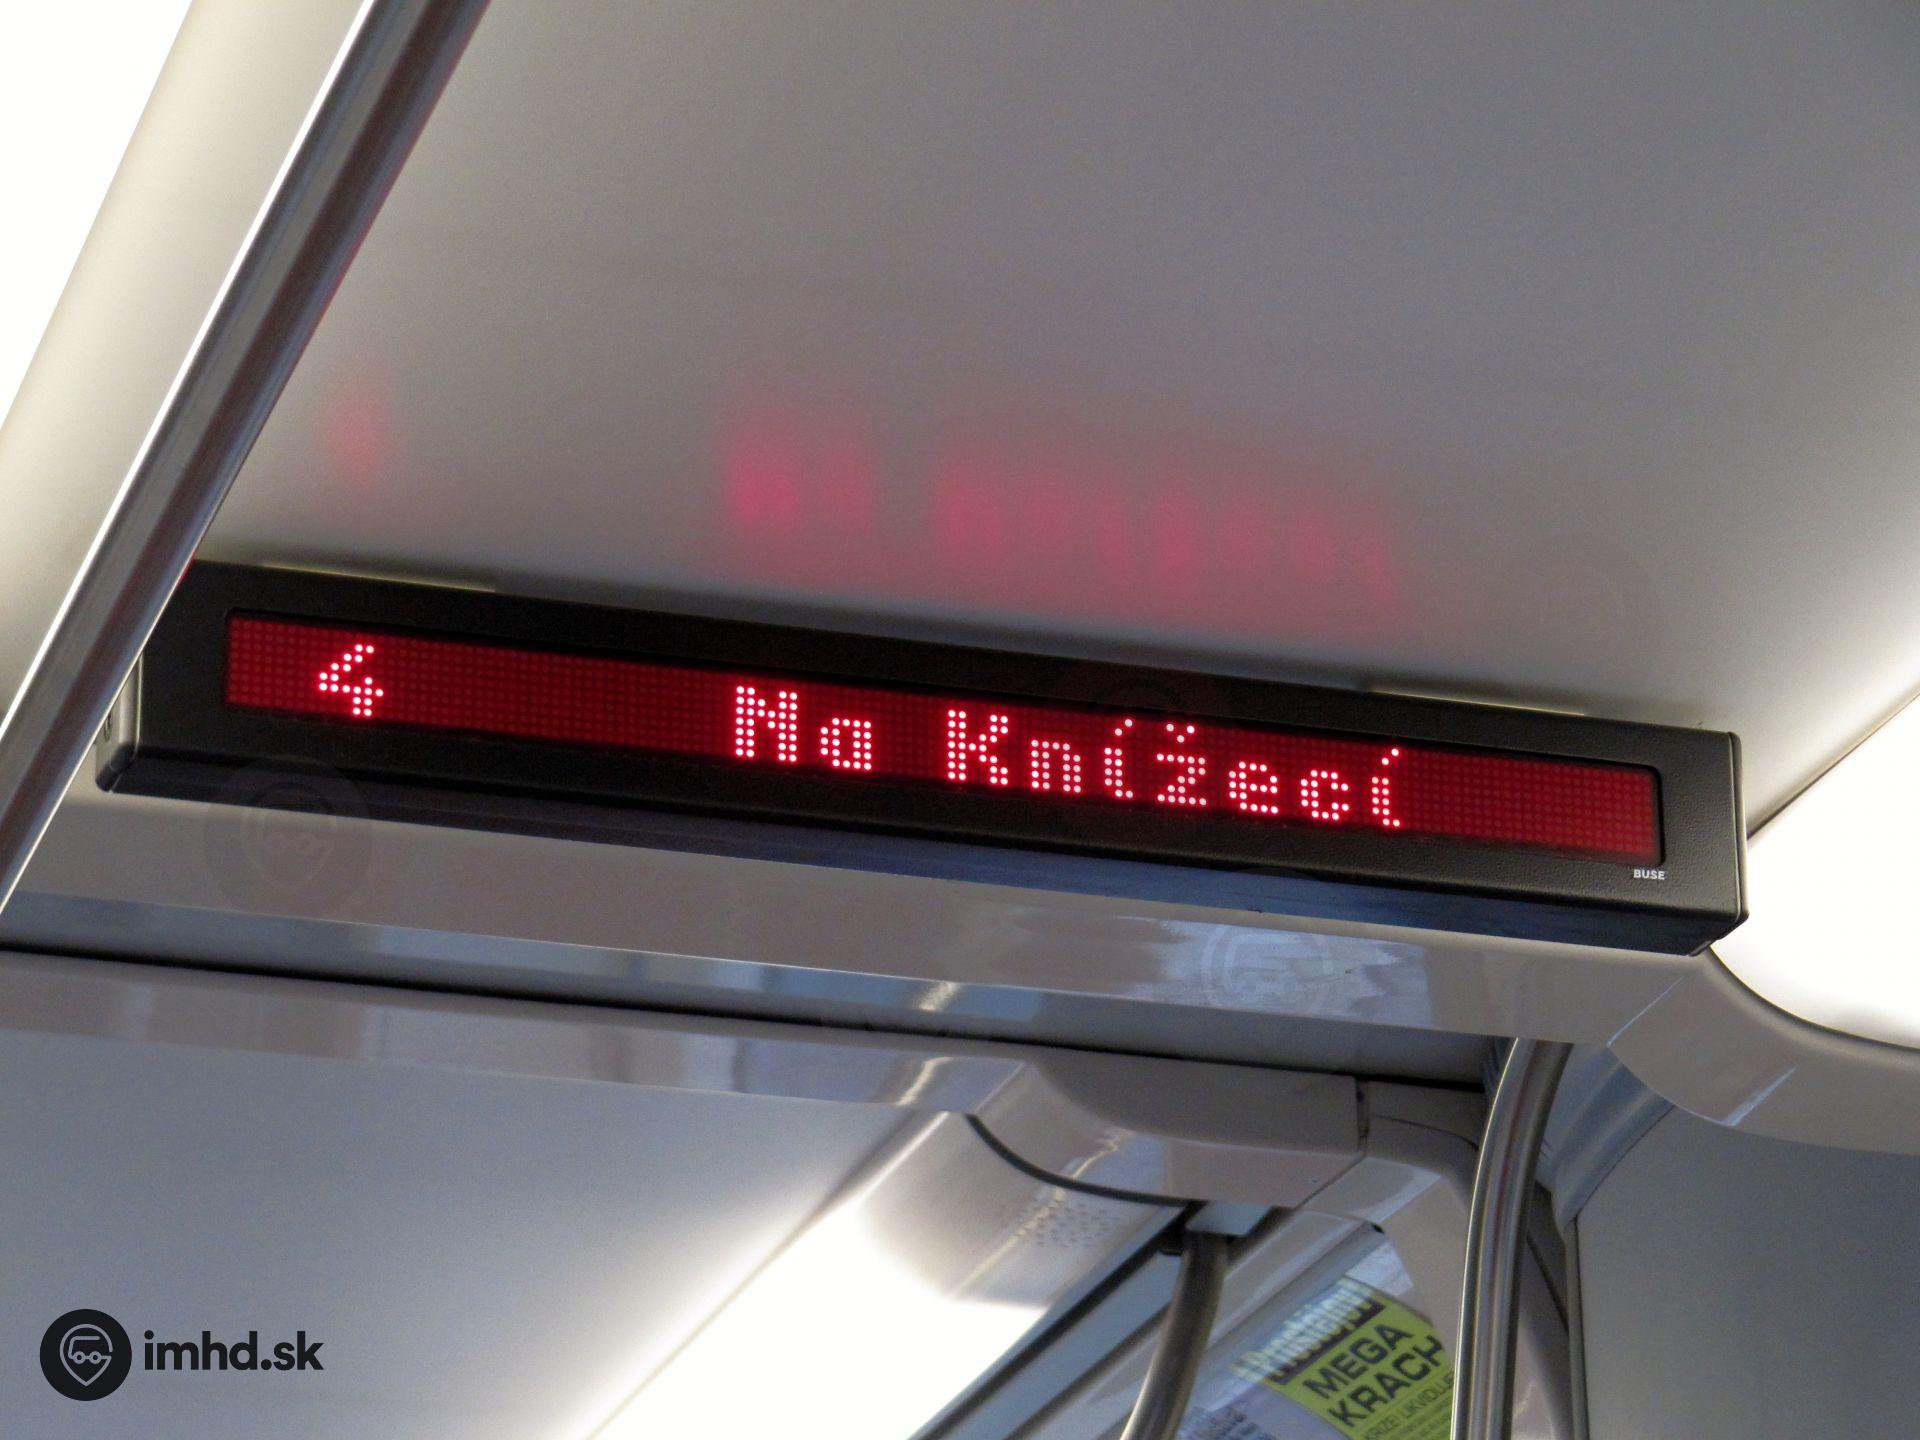 4 Na Knížecí
BUSE
MEGA
KRACH
imhd.sk